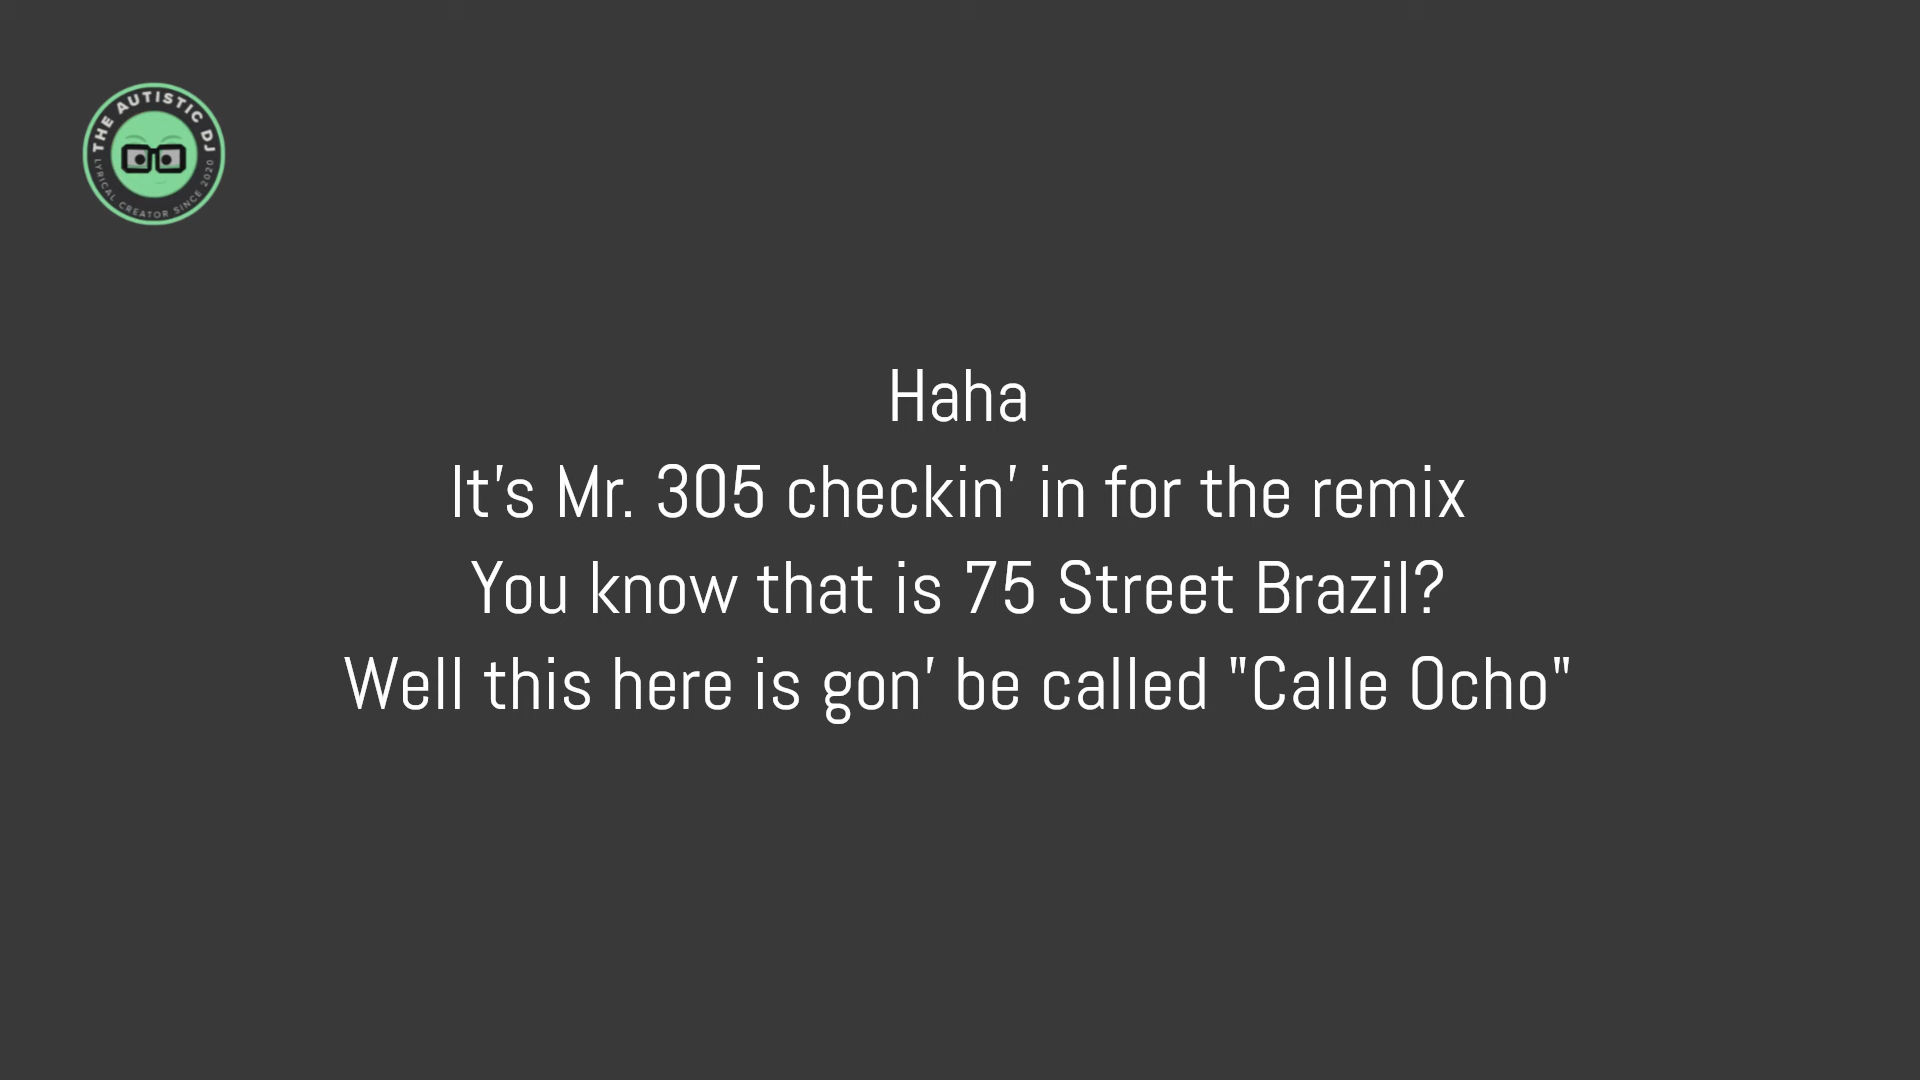 THE AUTISTIC DJ
LYRICAL CREATOR SINCE 2020
Haha
It's Mr. 305 checkin' in for the remix
You know that is 75 Street Brazil?
Well this here is gon' be called "Calle Ocho"